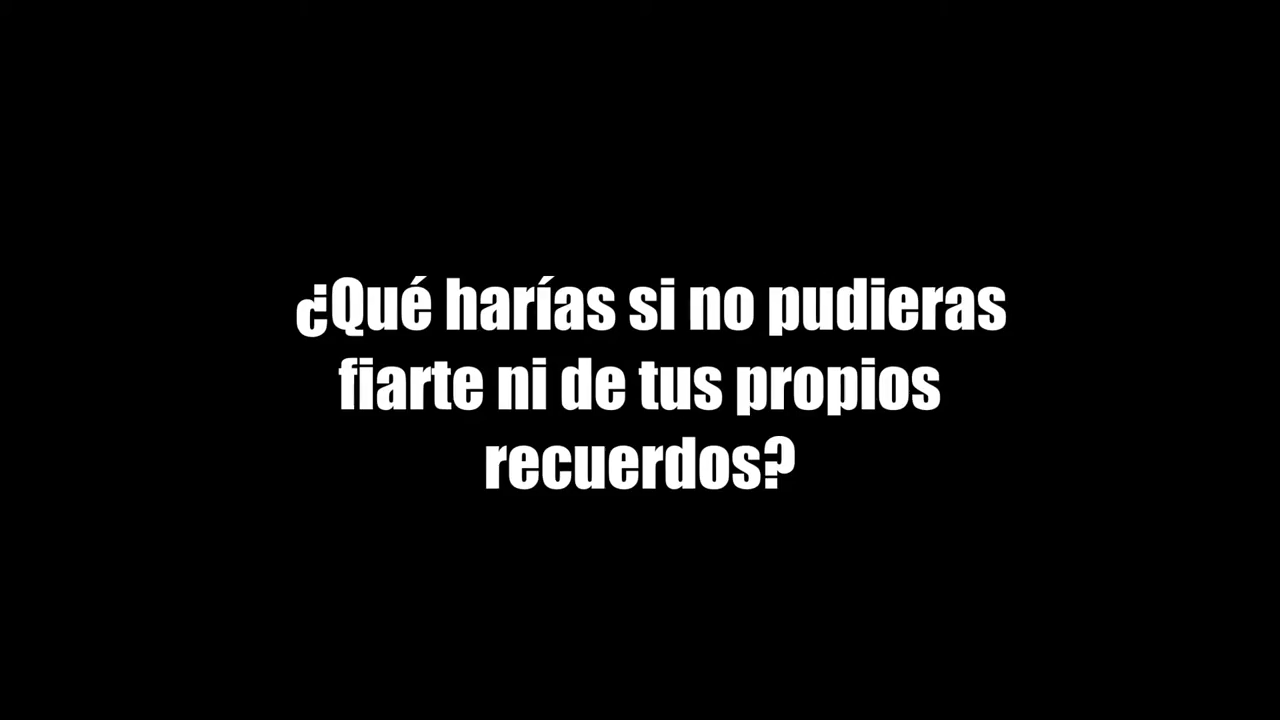 ¿Qué harías si no pudieras
fiarte ni de tus propios
recuerdos?